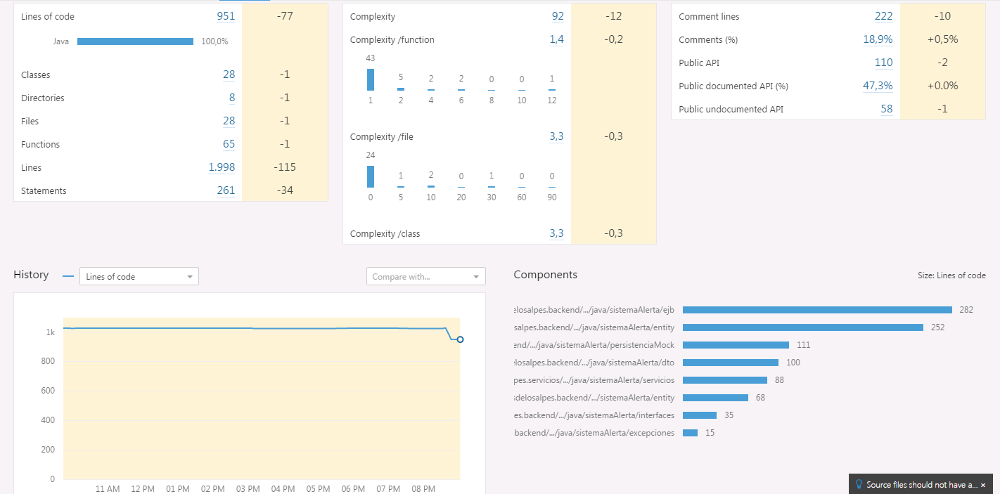 Lines of code 951 -77
Java 100,0%
Classes 28 -1
Directories 8 -1
Files 28 -1
Functions 65 -1
Lines 1.998 -115
Statements 261 -34
Complexity 92 -12
Complexity /function 1,4 -0,2
43 5 2 2 0 0 1
1 2 4 6 8 10 12
Complexity /file 3,3 -0,3
24 1 2 0 1 0 0
0 5 10 20 30 60 90
Complexity /class 3,3 -0,3
Comment lines 222 -10
Comments (%) 18,9% +0,5%
Public API 110 -2
Public documented API (%) 47,3% +0.0%
Public undocumented API 58 -1
History Lines of code Compare with...
1k
800
600
400
200
0
11 AM 12 PM 01 PM 02 PM 03 PM 04 PM 05 PM 06 PM 07 PM 08 PM
Components Size: Lines of code
elosalpes.backend/.../java/sistemaAlerta/ejb 282
salpes.backend/.../java/sistemaAlerta/entity 252
end/.../java/sistemaAlerta/persistenciaMock 111
elosalpes.backend/.../java/sistemaAlerta/dto 100
pes.servicios/.../java/sistemaAlerta/servicios 88
sdelosalpes.backend/.../sistemaAlerta/entity 68
es.backend/.../java/sistemaAlerta/interfaces 35
backend/.../java/sistemaAlerta/excepciones 15
Source files should not have a... ×